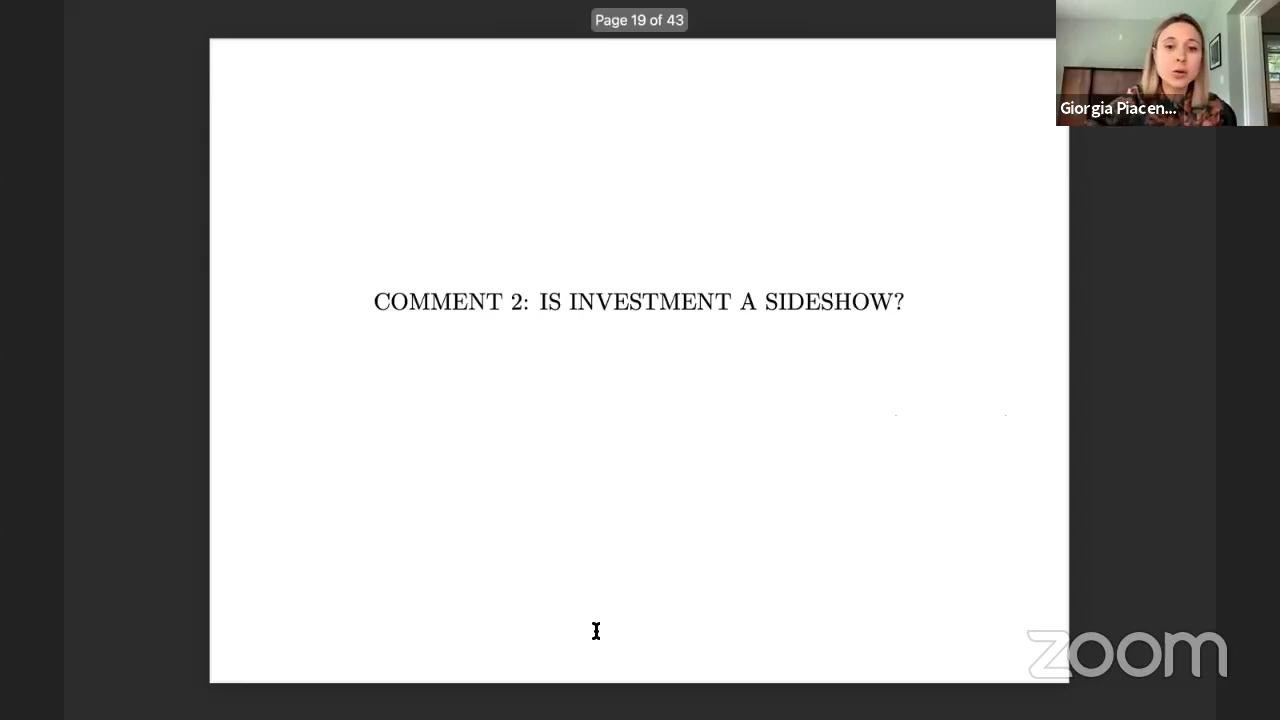 Page 19 of 43
Giorgia Piacen...
COMMENT 2: IS INVESTMENT A SIDESHOW?
zoom